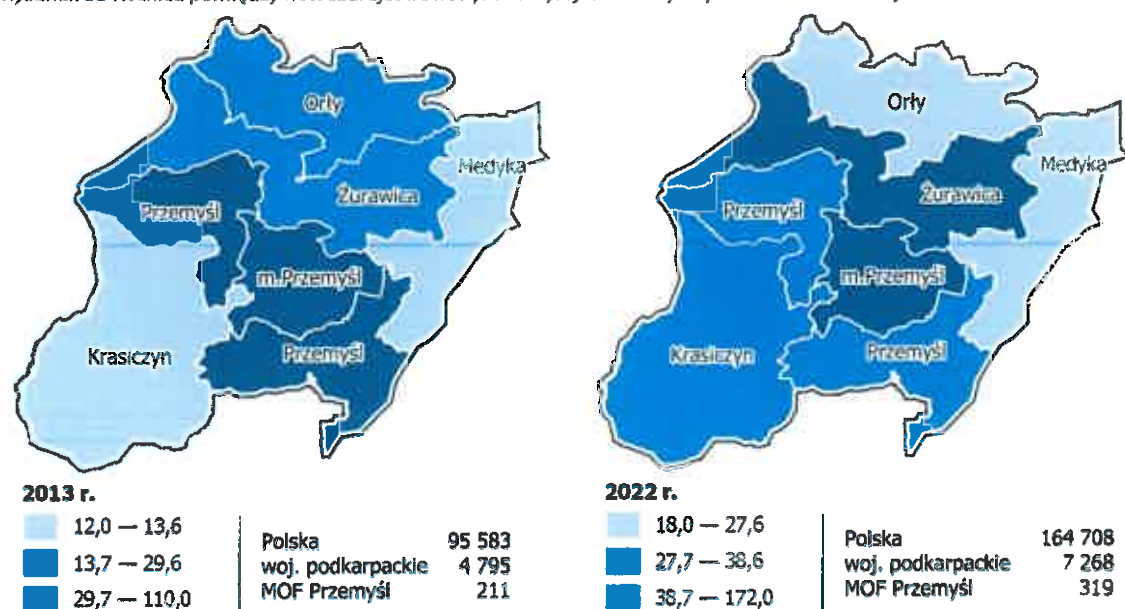 Orły
Medyka
Żurawica
Przemyśl
m.Przemyśl
Krasiczyn
Przemyśl
2013 r.
12,0 — 13,6
13,7 — 29,6
29,7 — 110,0
Polska 95 583
woj. podkarpackie 4 795
MOF Przemyśl 211
Orły
Medyka
Żurawica
Przemyśl
m.Przemyśl
Krasiczyn
Przemyśl
2022 r.
18,0 — 27,6
27,7 — 38,6
38,7 — 172,0
Polska 164 708
woj. podkarpackie 7 268
MOF Przemyśl 319